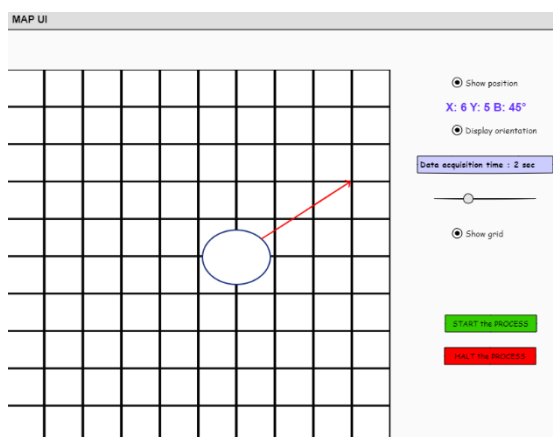 MAP UI
Show position
X: 6 Y: 5 B: 45°
Display orientation
Data acquisition time : 2 sec
Show grid
START the PROCESS
HALT the PROCESS